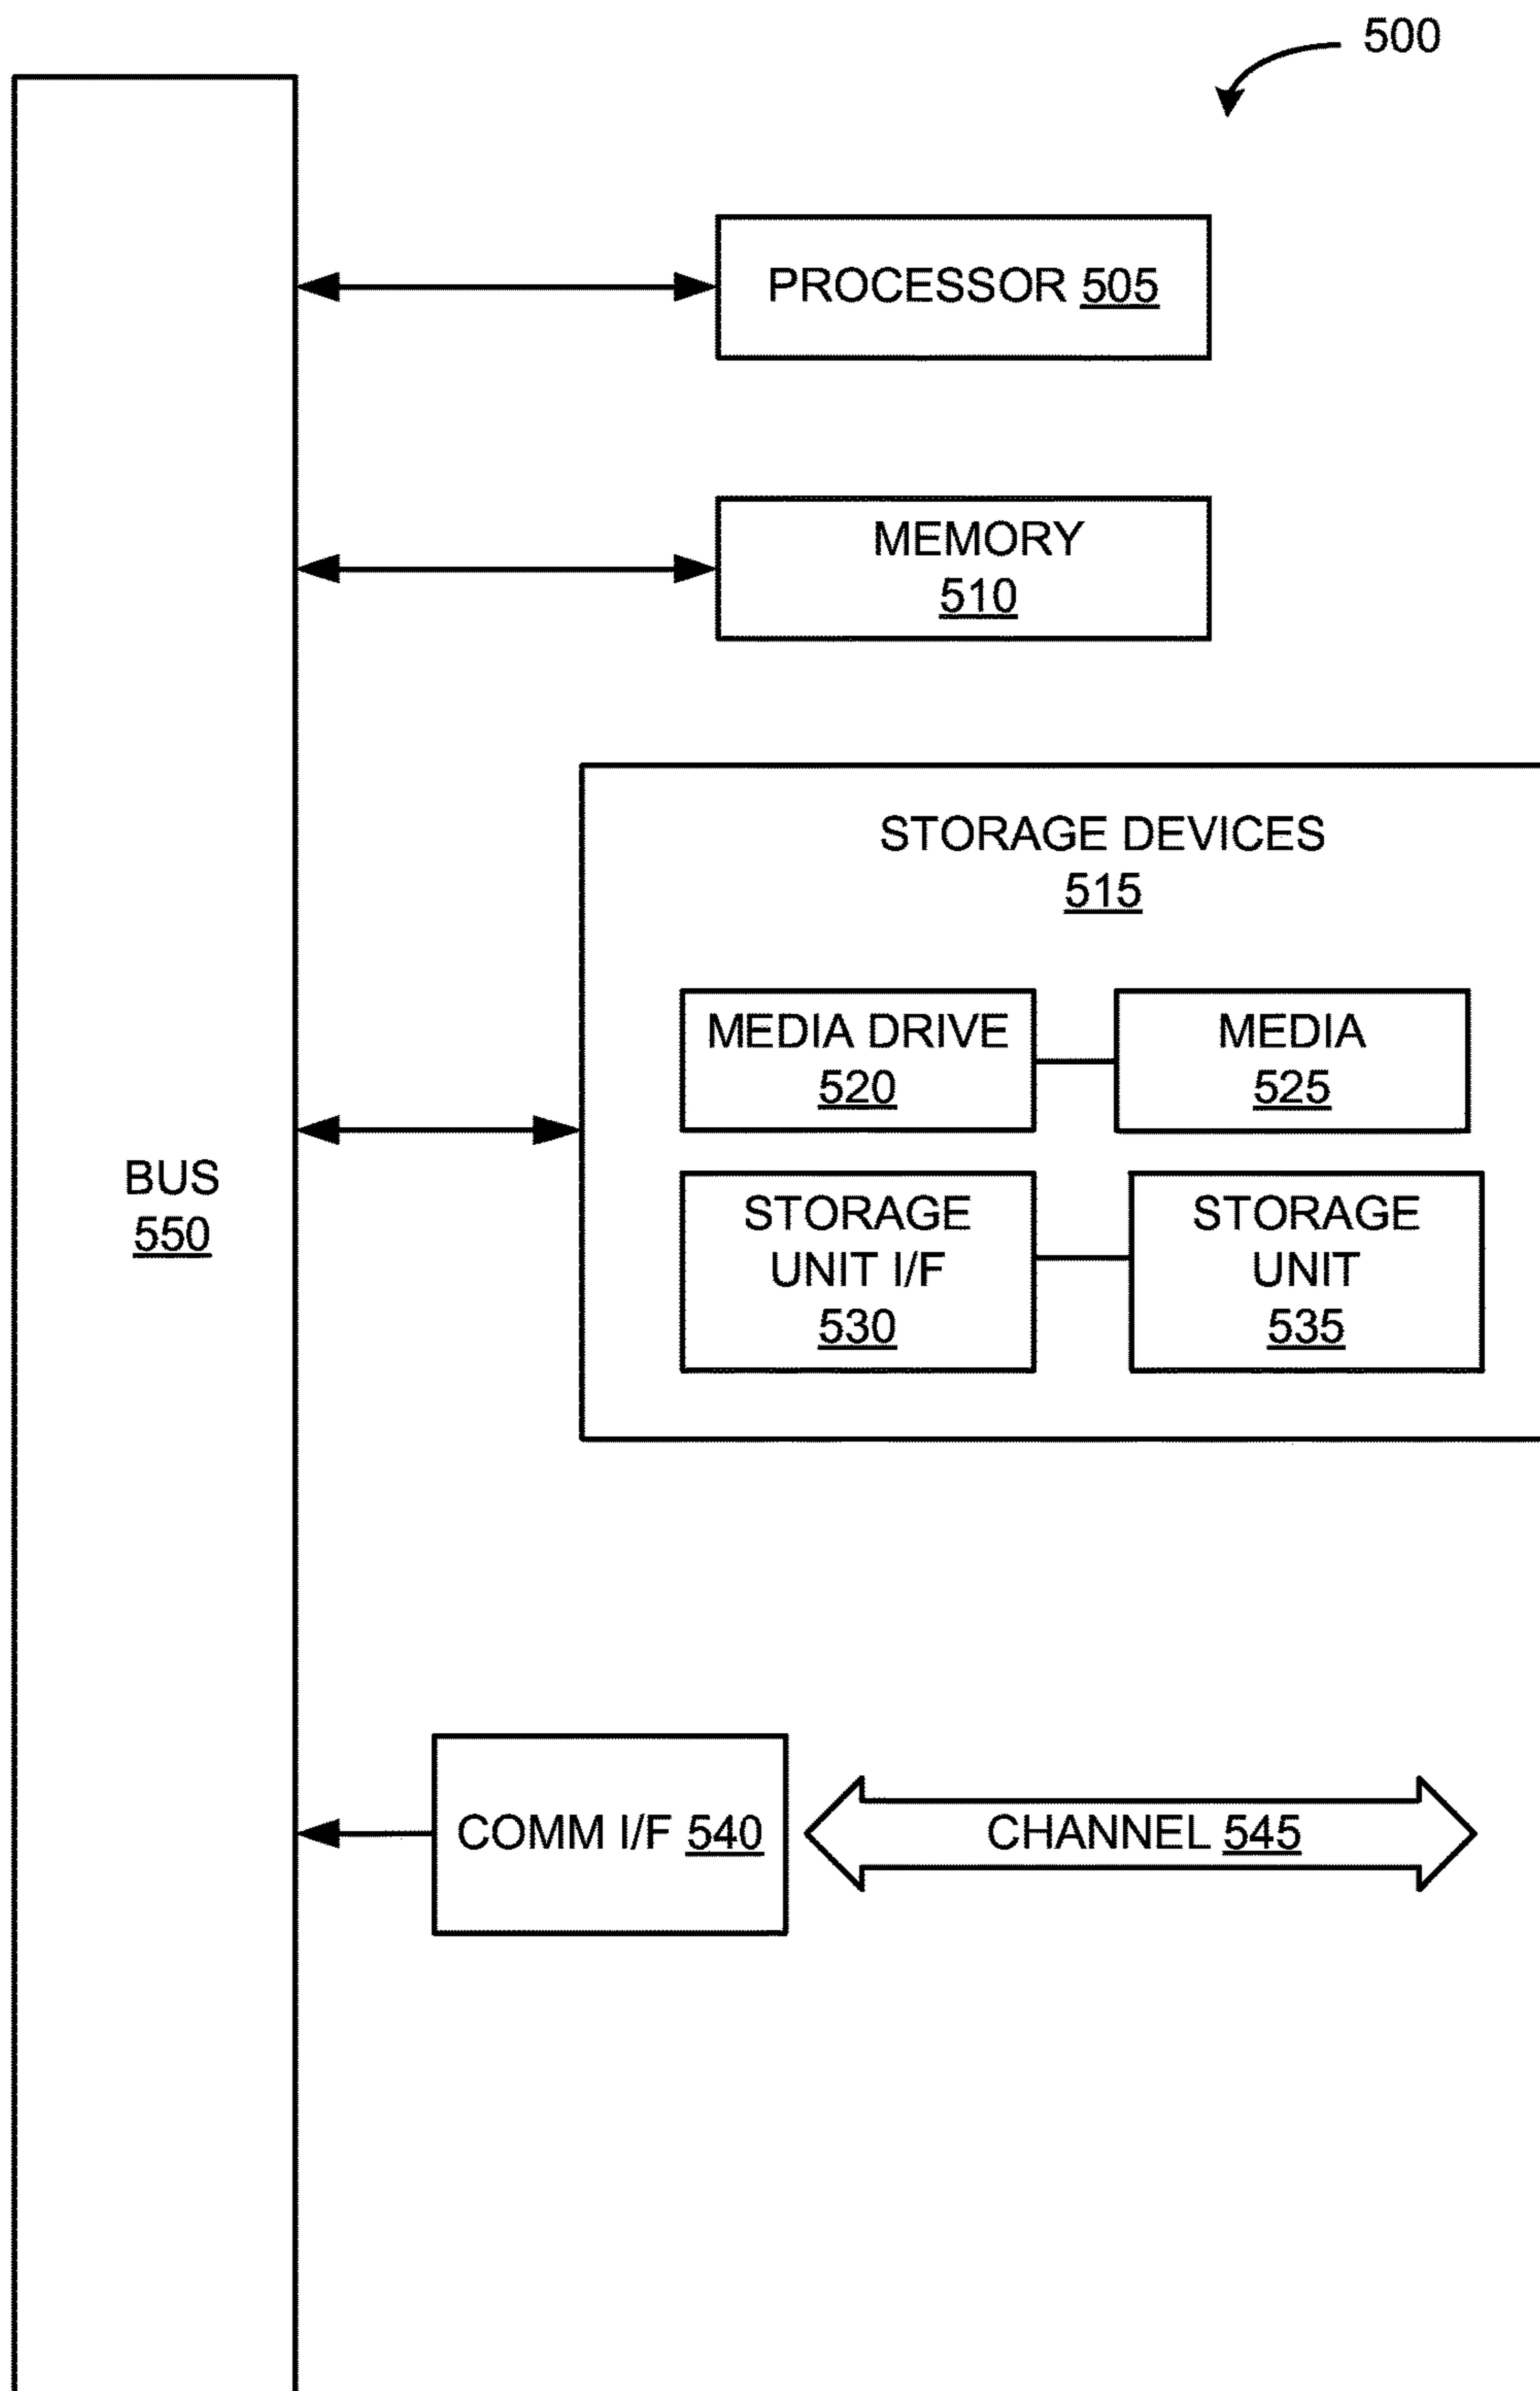 500
PROCESSOR 505
MEMORY
510
STORAGE DEVICES
515
MEDIA DRIVE
520
MEDIA
525
BUS
550
STORAGE
UNIT I/F
530
STORAGE
UNIT
535
COMM I/F 540
CHANNEL 545